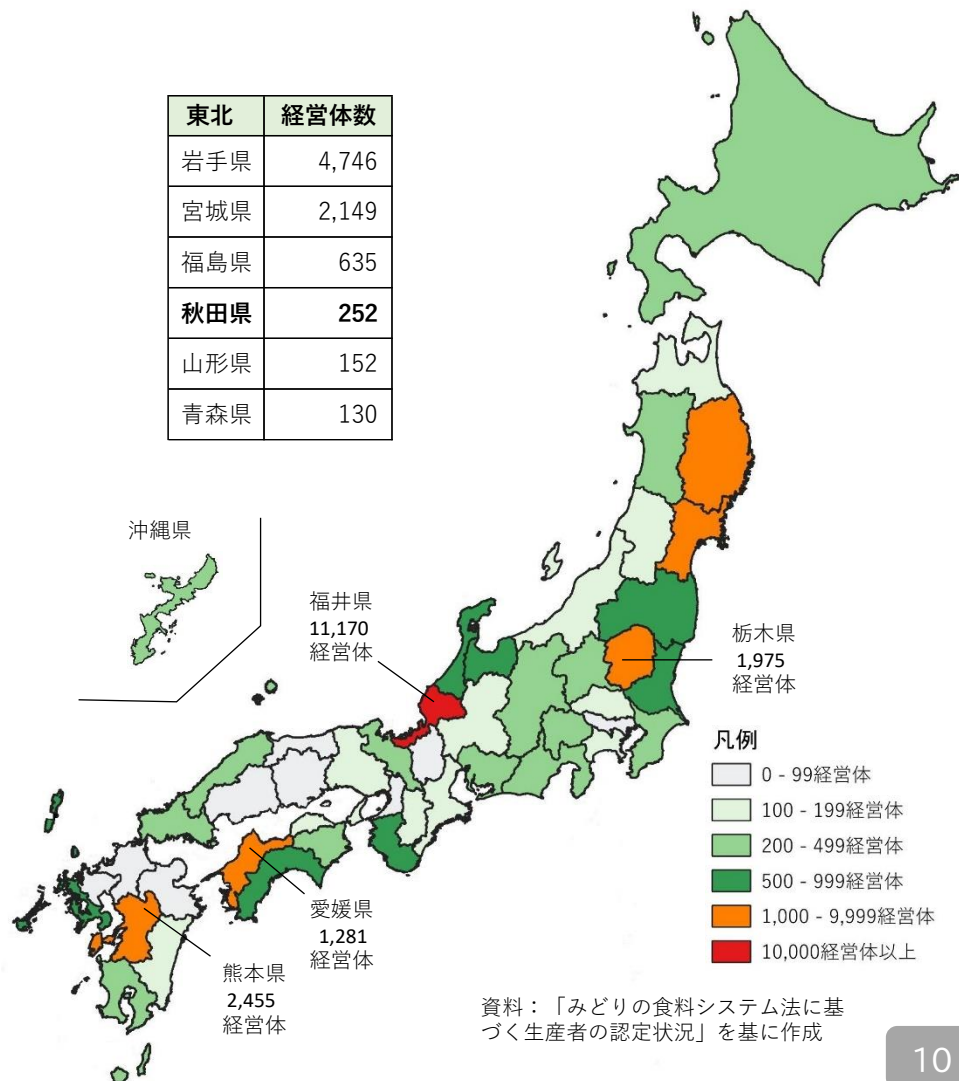 東北 経営体数
岩手県 4,746
宮城県 2,149
福島県 635
秋田県 252
山形県 152
青森県 130
沖縄県
福井県
11,170
経営体
栃木県
1,975
経営体
凡例
0 - 99経営体
100 - 199経営体
200 - 499経営体
500 - 999経営体
1,000 - 9,999経営体
10,000経営体以上
愛媛県
1,281
経営体
熊本県
2,455
経営体
資料：「みどりの食料システム法に基
づく生産者の認定状況」を基に作成
10